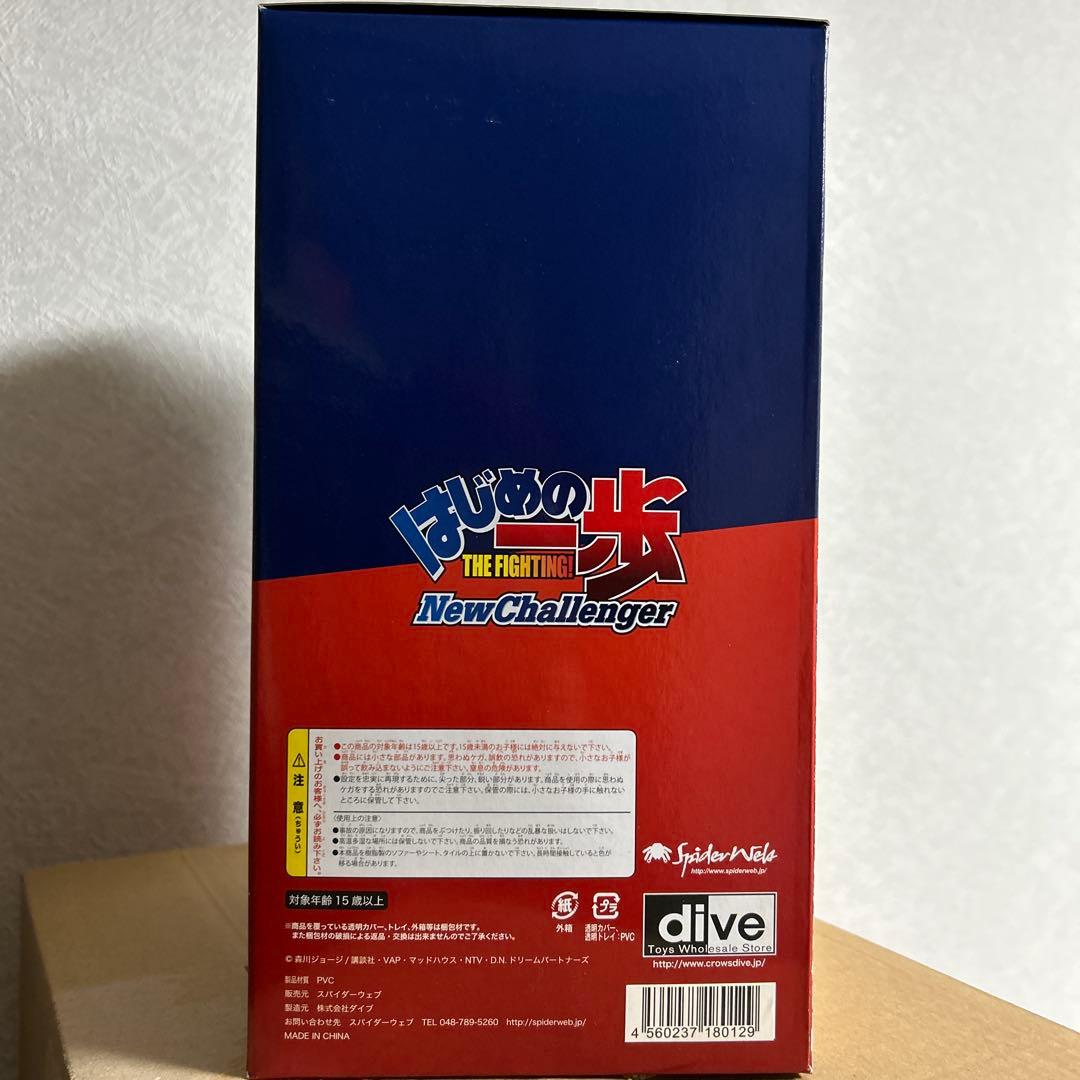 はじめの一歩
THE FIGHTING!
New Challenger
注意(ちゅうい)
お買い上げのお客様へ、必ずお読み下さい。
●この商品の対象年齢は15歳以上です。15歳未満のお子様には絶対に与えないで下さい。
●商品には小さな部品があります。思わぬケガ、誤飲の恐れがありますので、小さなお子様が
誤って飲み込まないようにご注意下さい。窒息の危険があります。
●設定を忠実に再現するために、尖った部分、鋭い部分があります。商品を使用の際に思わぬ
ケガをする恐れがありますのでご注意下さい。保管の際には、小さなお子様の手に触れない
ところに保管して下さい。
〈使用上の注意〉
●事故の原因になりますので、商品をぶつけたり、振り回したりなどの乱暴な扱いはしないで下さい。
●高温多湿な場所には保管しないで下さい。商品の品質を損なう恐れがあります。
●本商品を樹脂製のソファーやシート、タイルの上に置かないで下さい。長時間接触していると色が
移る場合があります。
Spider Web
http://www.spiderweb.jp/
対象年齢 15 歳以上
紙
外箱
プラ
透明カバー、
透明トレイ:PVC
dive
Toys Wholesale Store
http://www.crowsdive.jp/
※商品を覆っている透明カバー、トレイ、外箱等は梱包材です。
また梱包材の破損による返品・交換は出来ませんのでご了承ください。
© 森川ジョージ/講談社・VAP・マッドハウス・NTV・D.N. ドリームパートナーズ
製品材質 PVC
販売元 スパイダーウェブ
製造元 株式会社ダイブ
お問い合わせ先 スパイダーウェブ TEL 048-789-5260 http://spiderweb.jp/
MADE IN CHINA
4 560237 180129